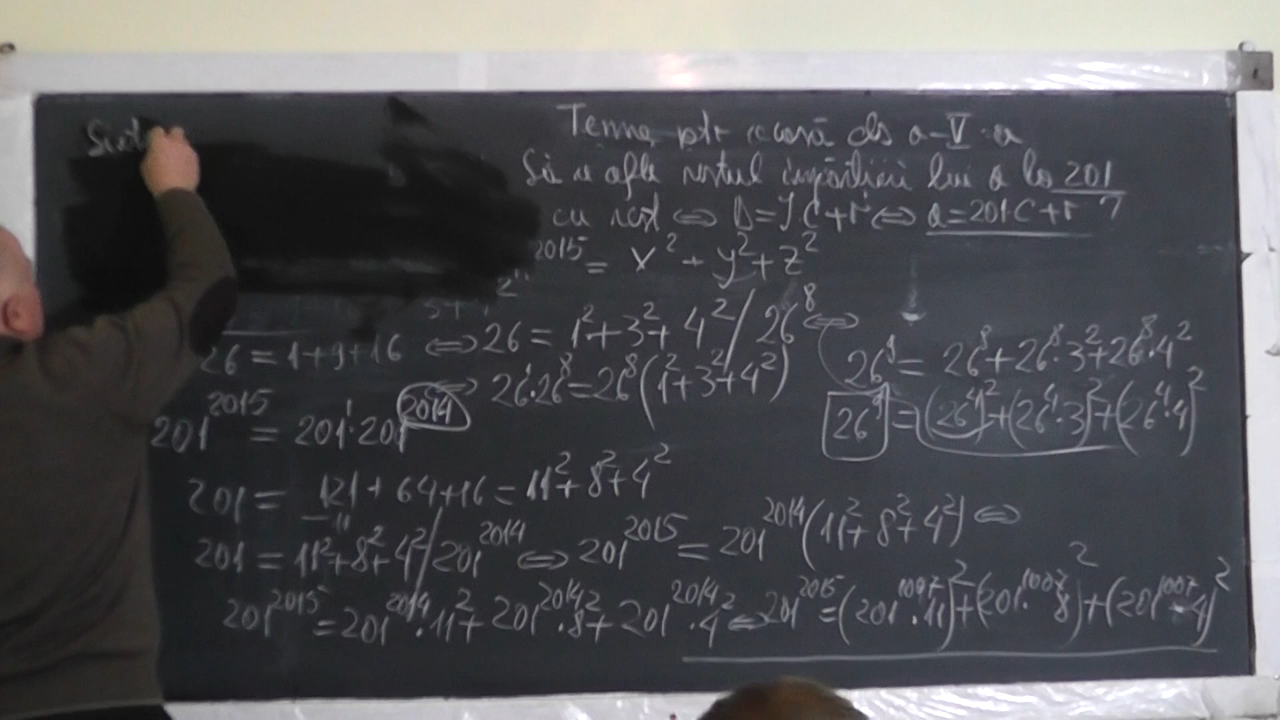 Temă ptr acasă cls a-V-a
Să se afle restul împărțirii lui a la 201
cu rest ⇔ D=Î·C+r ⇔ a=201C+r ?
2015 = x² + y² + z²
26 = 1+9+16 ⇔ 26 = 1²+3²+4² / 26⁸ ⇔
⇔ 26¹·26⁸=26⁸(1²+3²+4²)
26⁹ = 26⁸+26⁸·3²+26⁸·4²
26⁹=(26⁴)²+(26⁴·3)²+(26⁴·4)²
201²⁰¹⁵ = 201¹·201²⁰¹⁴
201 = 121+64+16=11²+8²+4²
201 = 11²+8²+4² / 201²⁰¹⁴ ⇔ 201²⁰¹⁵ = 201²⁰¹⁴(11²+8²+4²) ⇔
201²⁰¹⁵=201²⁰¹⁴·11²+201²⁰¹⁴·8²+201²⁰¹⁴·4² ⇔ 201²⁰¹⁵=(201¹⁰⁰⁷·11)²+(201¹⁰⁰⁷·8)²+(201¹⁰⁰⁷·4)²